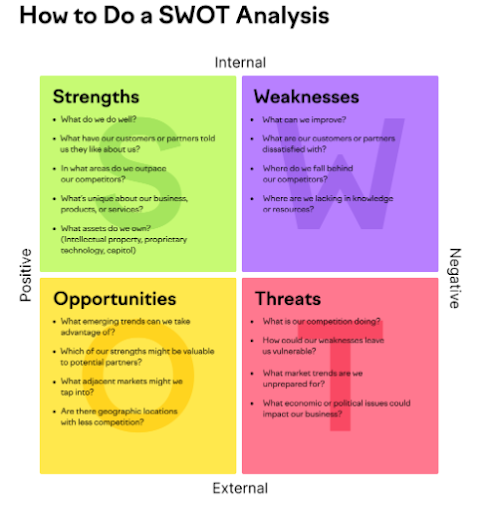 How to Do a SWOT Analysis
Internal
Strengths
• What do we do well?
• What have our customers or partners told
us they like about us?
• In what areas do we outpace
our competitors?
• What's unique about our business,
products, or services?
• What assets do we own?
(Intellectual property, proprietary
technology, capitol)
Weaknesses
• What can we improve?
• What are our customers or partners
dissatisfied with?
• Where do we fall behind
our competitors?
• Where are we lacking in knowledge
or resources?
Positive
Negative
Opportunities
• What emerging trends can we take
advantage of?
• Which of our strengths might be valuable
to potential partners?
• What adjacent markets might we
tap into?
• Are there geographic locations
with less competition?
Threats
• What is our competition doing?
• How could our weaknesses leave
us vulnerable?
• What market trends are we
unprepared for?
• What economic or political issues could
impact our business?
External
S
W
O
T